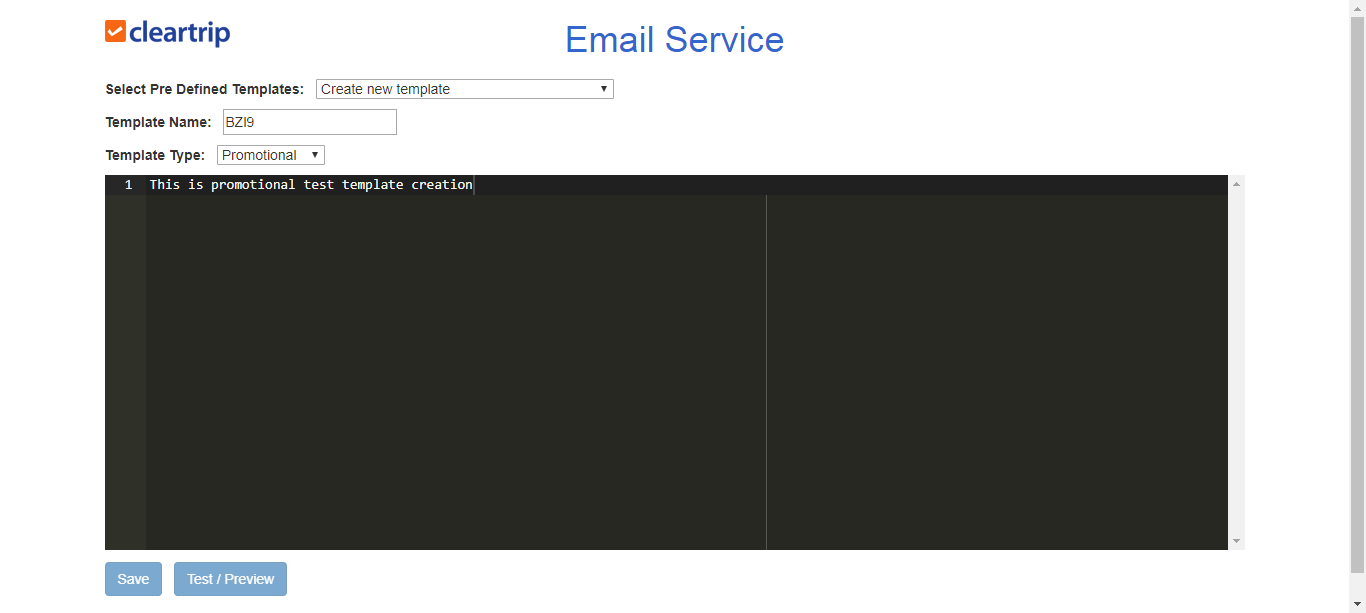 cleartrip
Email Service
Select Pre Defined Templates: Create new template
Template Name: BZI9
Template Type: Promotional
1 This is promotional test template creation
Save Test / Preview